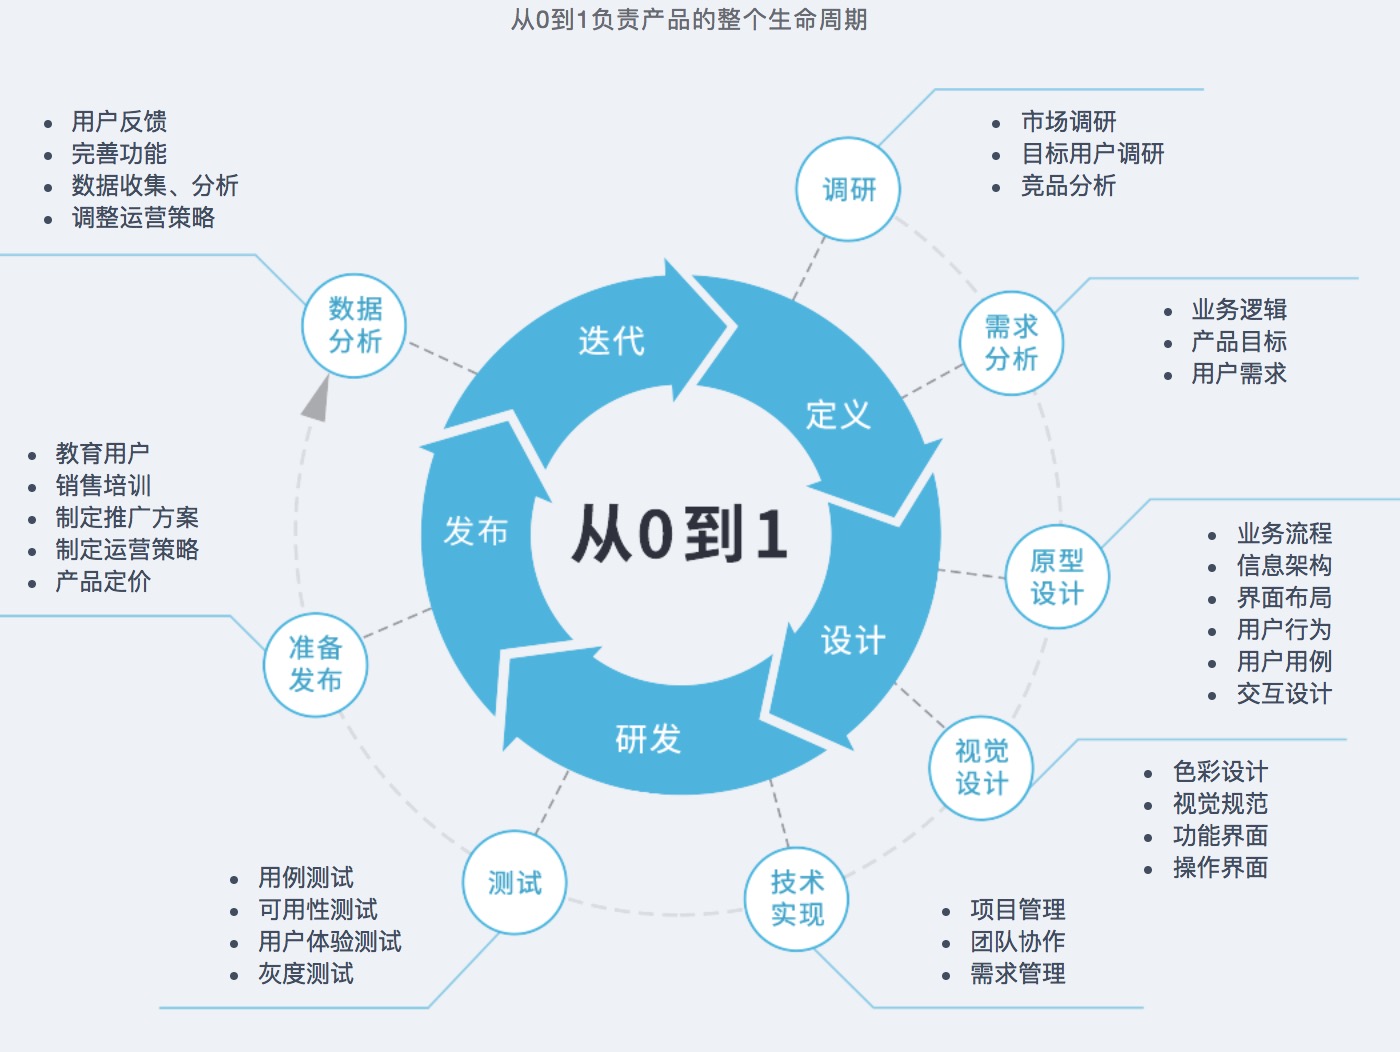 从0到1负责产品的整个生命周期
调研
市场调研
目标用户调研
竞品分析
需求
分析
业务逻辑
产品目标
用户需求
原型
设计
业务流程
信息架构
界面布局
用户行为
用户用例
交互设计
视觉
设计
色彩设计
视觉规范
功能界面
操作界面
技术
实现
项目管理
团队协作
需求管理
测试
用例测试
可用性测试
用户体验测试
灰度测试
准备
发布
教育用户
销售培训
制定推广方案
制定运营策略
产品定价
数据
分析
用户反馈
完善功能
数据收集、分析
调整运营策略
迭代
定义
设计
研发
发布
从0到1